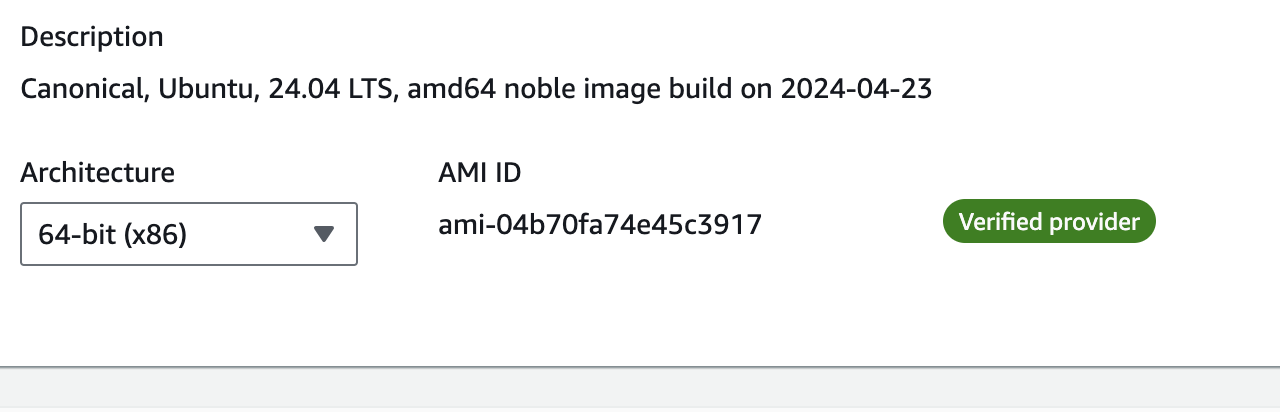 Description
Canonical, Ubuntu, 24.04 LTS, amd64 noble image build on 2024-04-23
Architecture
AMI ID
64-bit (x86)
ami-04b70fa74e45c3917
Verified provider